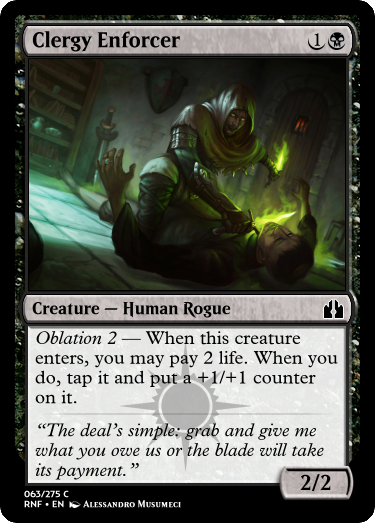 Clergy Enforcer 1
Creature — Human Rogue
Oblation 2 — When this creature
enters, you may pay 2 life. When you
do, tap it and put a +1/+1 counter
on it.
“The deal’s simple: grab and give me
what you owe us or the blade will take
its payment.”
2/2
063/275 C
RNF • EN Alessandro Musumeci